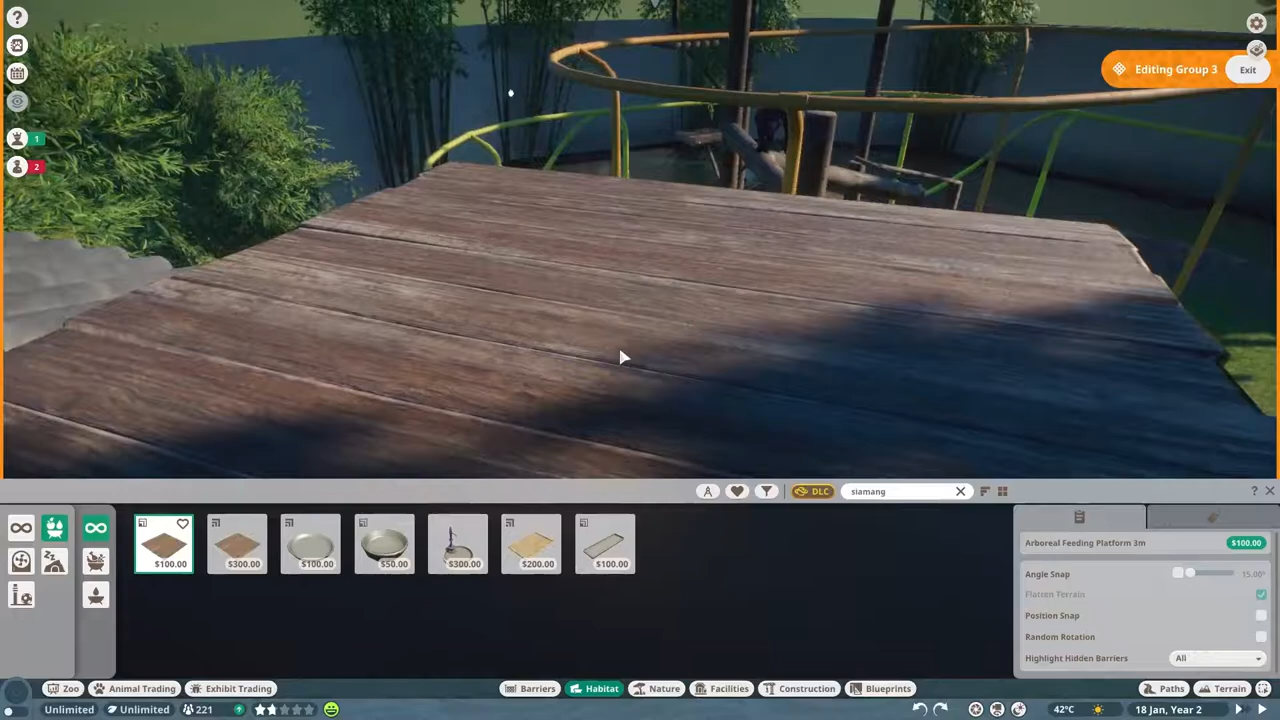 ?
Editing Group 3 Exit
1
2
DLC siamang ?
$100.00 $300.00 $100.00 $50.00 $300.00 $200.00 $100.00
Arboreal Feeding Platform 3m $100.00
Angle Snap 15.00°
Flatten Terrain
Position Snap
Random Rotation
Highlight Hidden Barriers All
Zoo Animal Trading Exhibit Trading Barriers Habitat Nature Facilities Construction Blueprints Paths Terrain
Unlimited Unlimited 221 42°C 18 Jan, Year 2